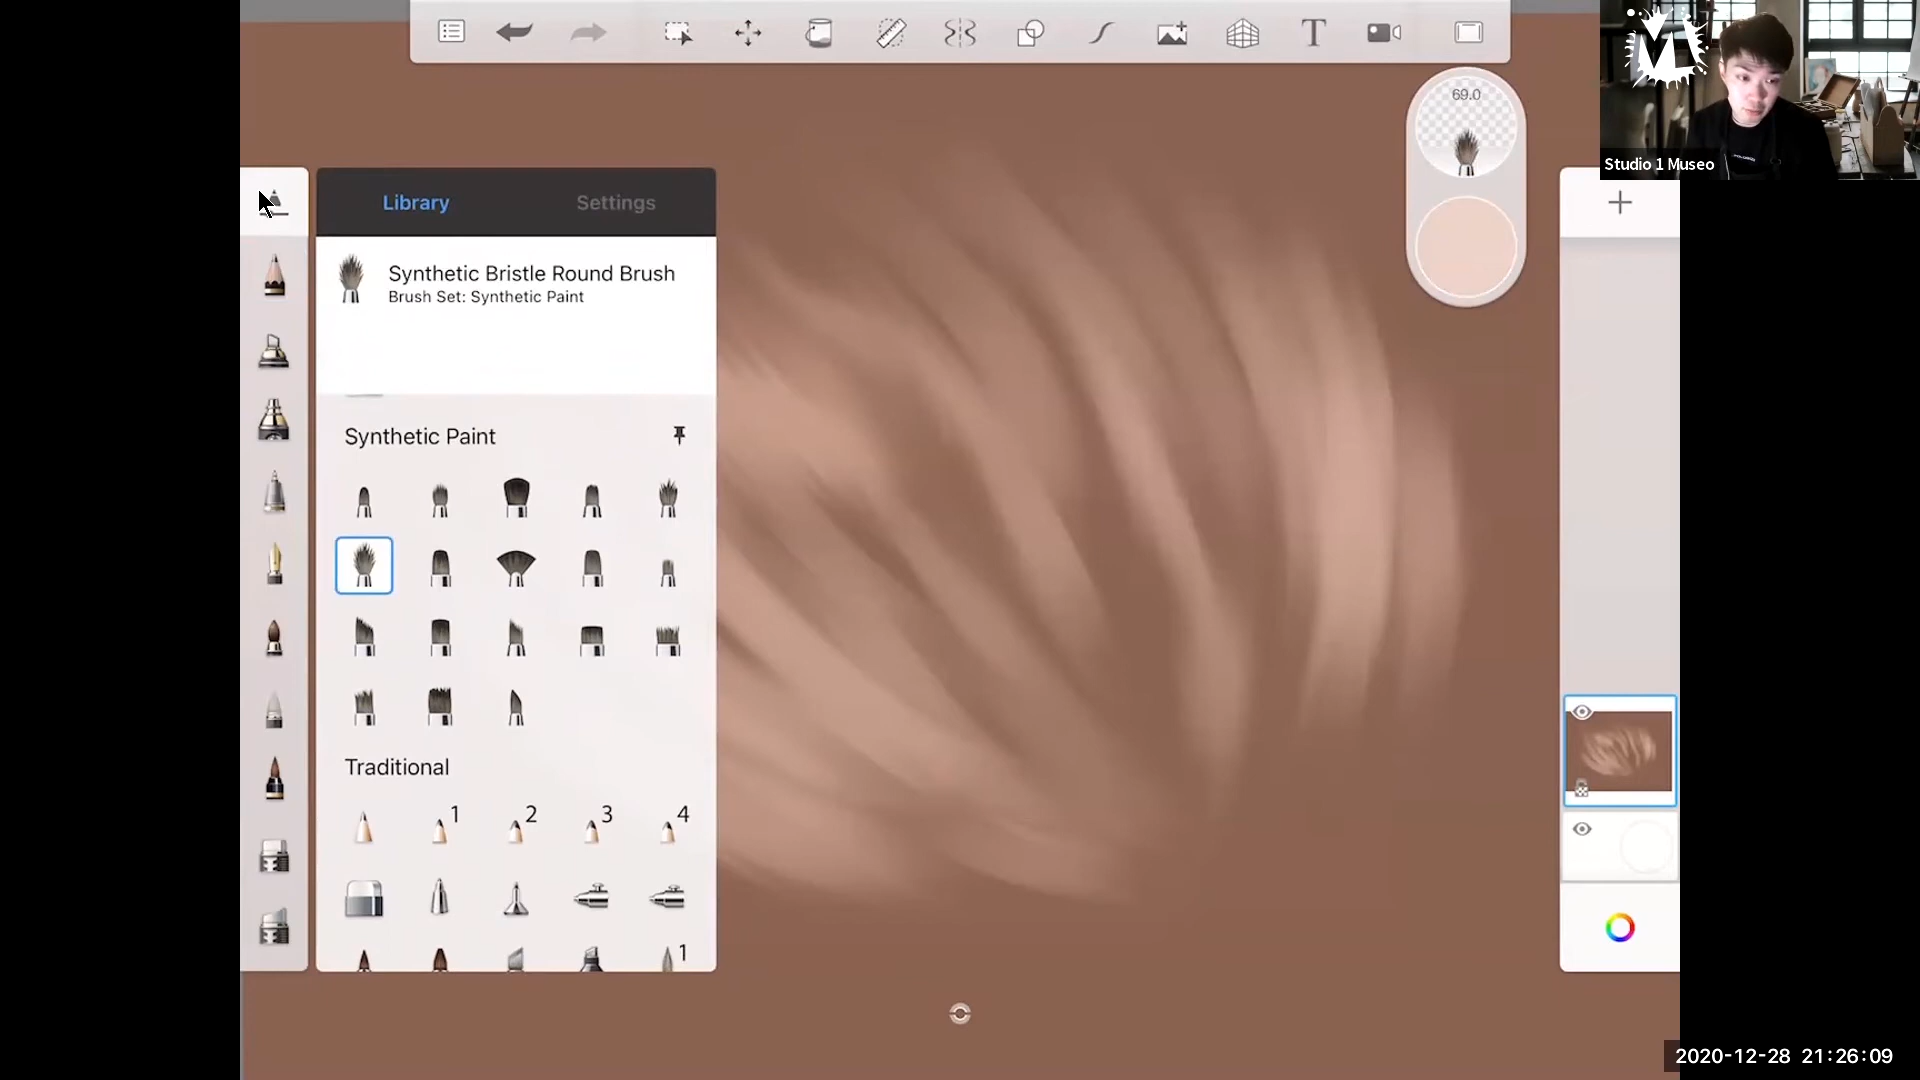 69.0
Studio 1 Museo
Library
Settings
Synthetic Bristle Round Brush
Brush Set: Synthetic Paint
Synthetic Paint
Traditional
1
2
3
4
1
2020-12-28 21:26:09